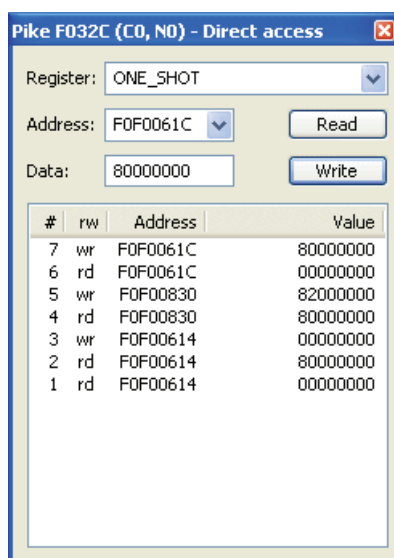 Pike F032C (C0, N0) - Direct access
Register: ONE_SHOT
Address: F0F0061C Read
Data: 80000000 Write
# rw Address Value
7 wr F0F0061C 80000000
6 rd F0F0061C 00000000
5 wr F0F00830 82000000
4 rd F0F00830 80000000
3 wr F0F00614 00000000
2 rd F0F00614 80000000
1 rd F0F00614 00000000